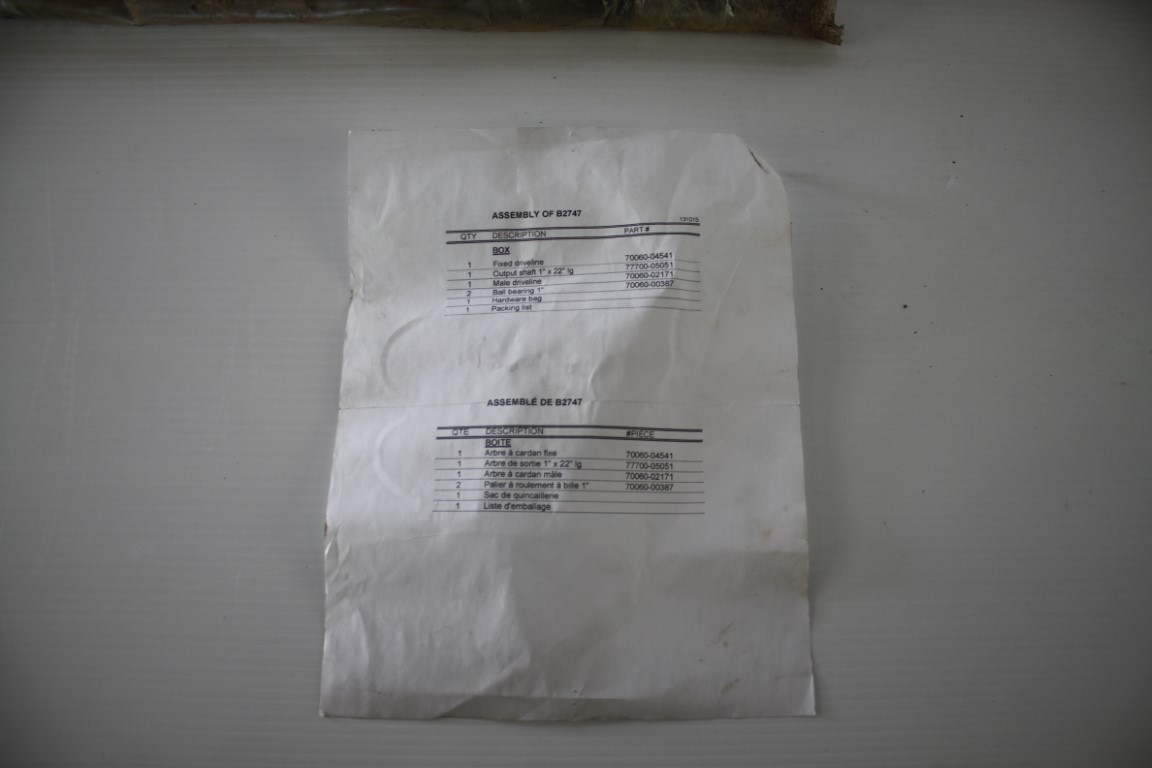 ASSEMBLY OF B2747
131015
QTY DESCRIPTION PART #
BOX
1 Fixed driveline 70060-04541
1 Output shaft 1" x 22" lg 77700-05051
1 Male driveline 70060-02171
2 Ball bearing 1" 70060-00387
1 Hardware bag
1 Packing list
ASSEMBLÉ DE B2747
QTE DESCRIPTION #PIECE
BOITE
1 Arbre à cardan fixe 70060-04541
1 Arbre de sortie 1" x 22" lg 77700-05051
1 Arbre à cardan mâle 70060-02171
2 Palier à roulement à bille 1" 70060-00387
1 Sac de quincaillerie
1 Liste d'emballage